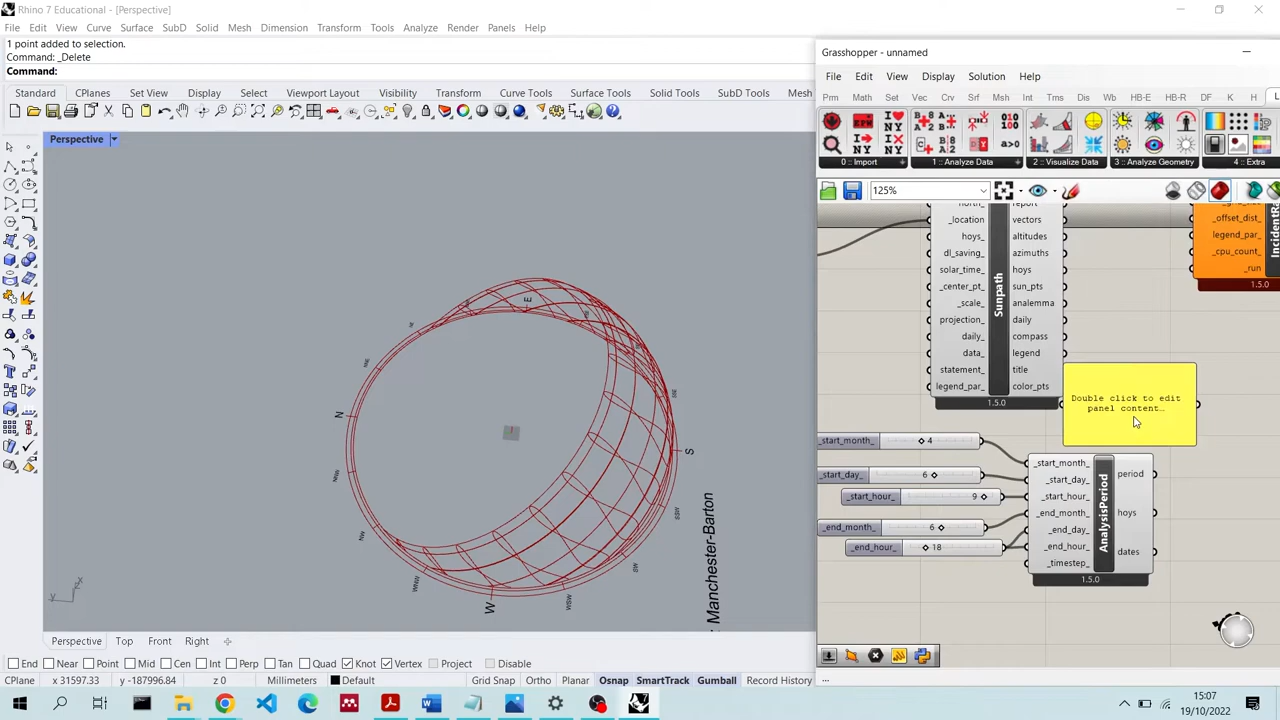 Rhino 7 Educational - [Perspective]
File Edit View Curve Surface Solid SubD Mesh Dimension Transform Tools Analyze Render Panels Help
1 point added to selection.
Command: _Delete
Command:
Standard CPlanes Set View Display Select Viewport Layout Visibility Transform Curve Tools Surface Tools Solid Tools SubD Tools Mesh
Perspective
E
N
S
W
NW
WNW
WSW
SW
SSW
: Manchester-Barton
Perspective Top Front Right
End Near Point Mid Cen Int Perp Tan Quad Knot Vertex Project Disable
CPlane x 31597.33 y -187996.84 z 0 Millimeters Default Grid Snap Ortho Planar Osnap SmartTrack Gumball Record History
Grasshopper - unnamed
File Edit View Display Solution Help
Prm Math Set Vec Crv Srf Msh Int Trns Dis Wb HB-E HB-R DF K H L
0 :: Import 1 :: Analyze Data 2 :: Visualize Data 3 :: Analyze Geometry 4 :: Extra
125%
north_ report
_location vectors
hoys_ altitudes
dl_saving_ azimuths
solar_time_ hoys
_center_pt_ sun_pts
_scale_ analemma
projection_ daily
daily_ compass
data_ legend
statement_ title
legend_par_ color_pts
Sunpath
1.5.0
_offset_dist_
legend_par_
_cpu_count_
_run
1.5.0
Double click to edit
panel content…
_start_month_ 4
_start_day_ 6
_start_hour_ 9
_end_month_ 6
_end_hour_ 18
_start_month_
_start_day_
_start_hour_
_end_month_
_end_day_
_end_hour_
_timestep_
AnalysisPeriod
period
hoys
dates
1.5.0
...
15:07
19/10/2022